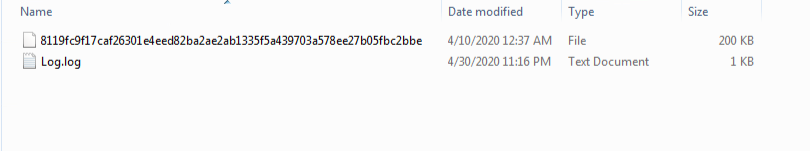 Name Date modified Type Size
8119fc9f17caf26301e4eed82ba2ae2ab1335f5a439703a578ee27b05fbc2bbe 4/10/2020 12:37 AM File 200 KB
Log.log 4/30/2020 11:16 PM Text Document 1 KB